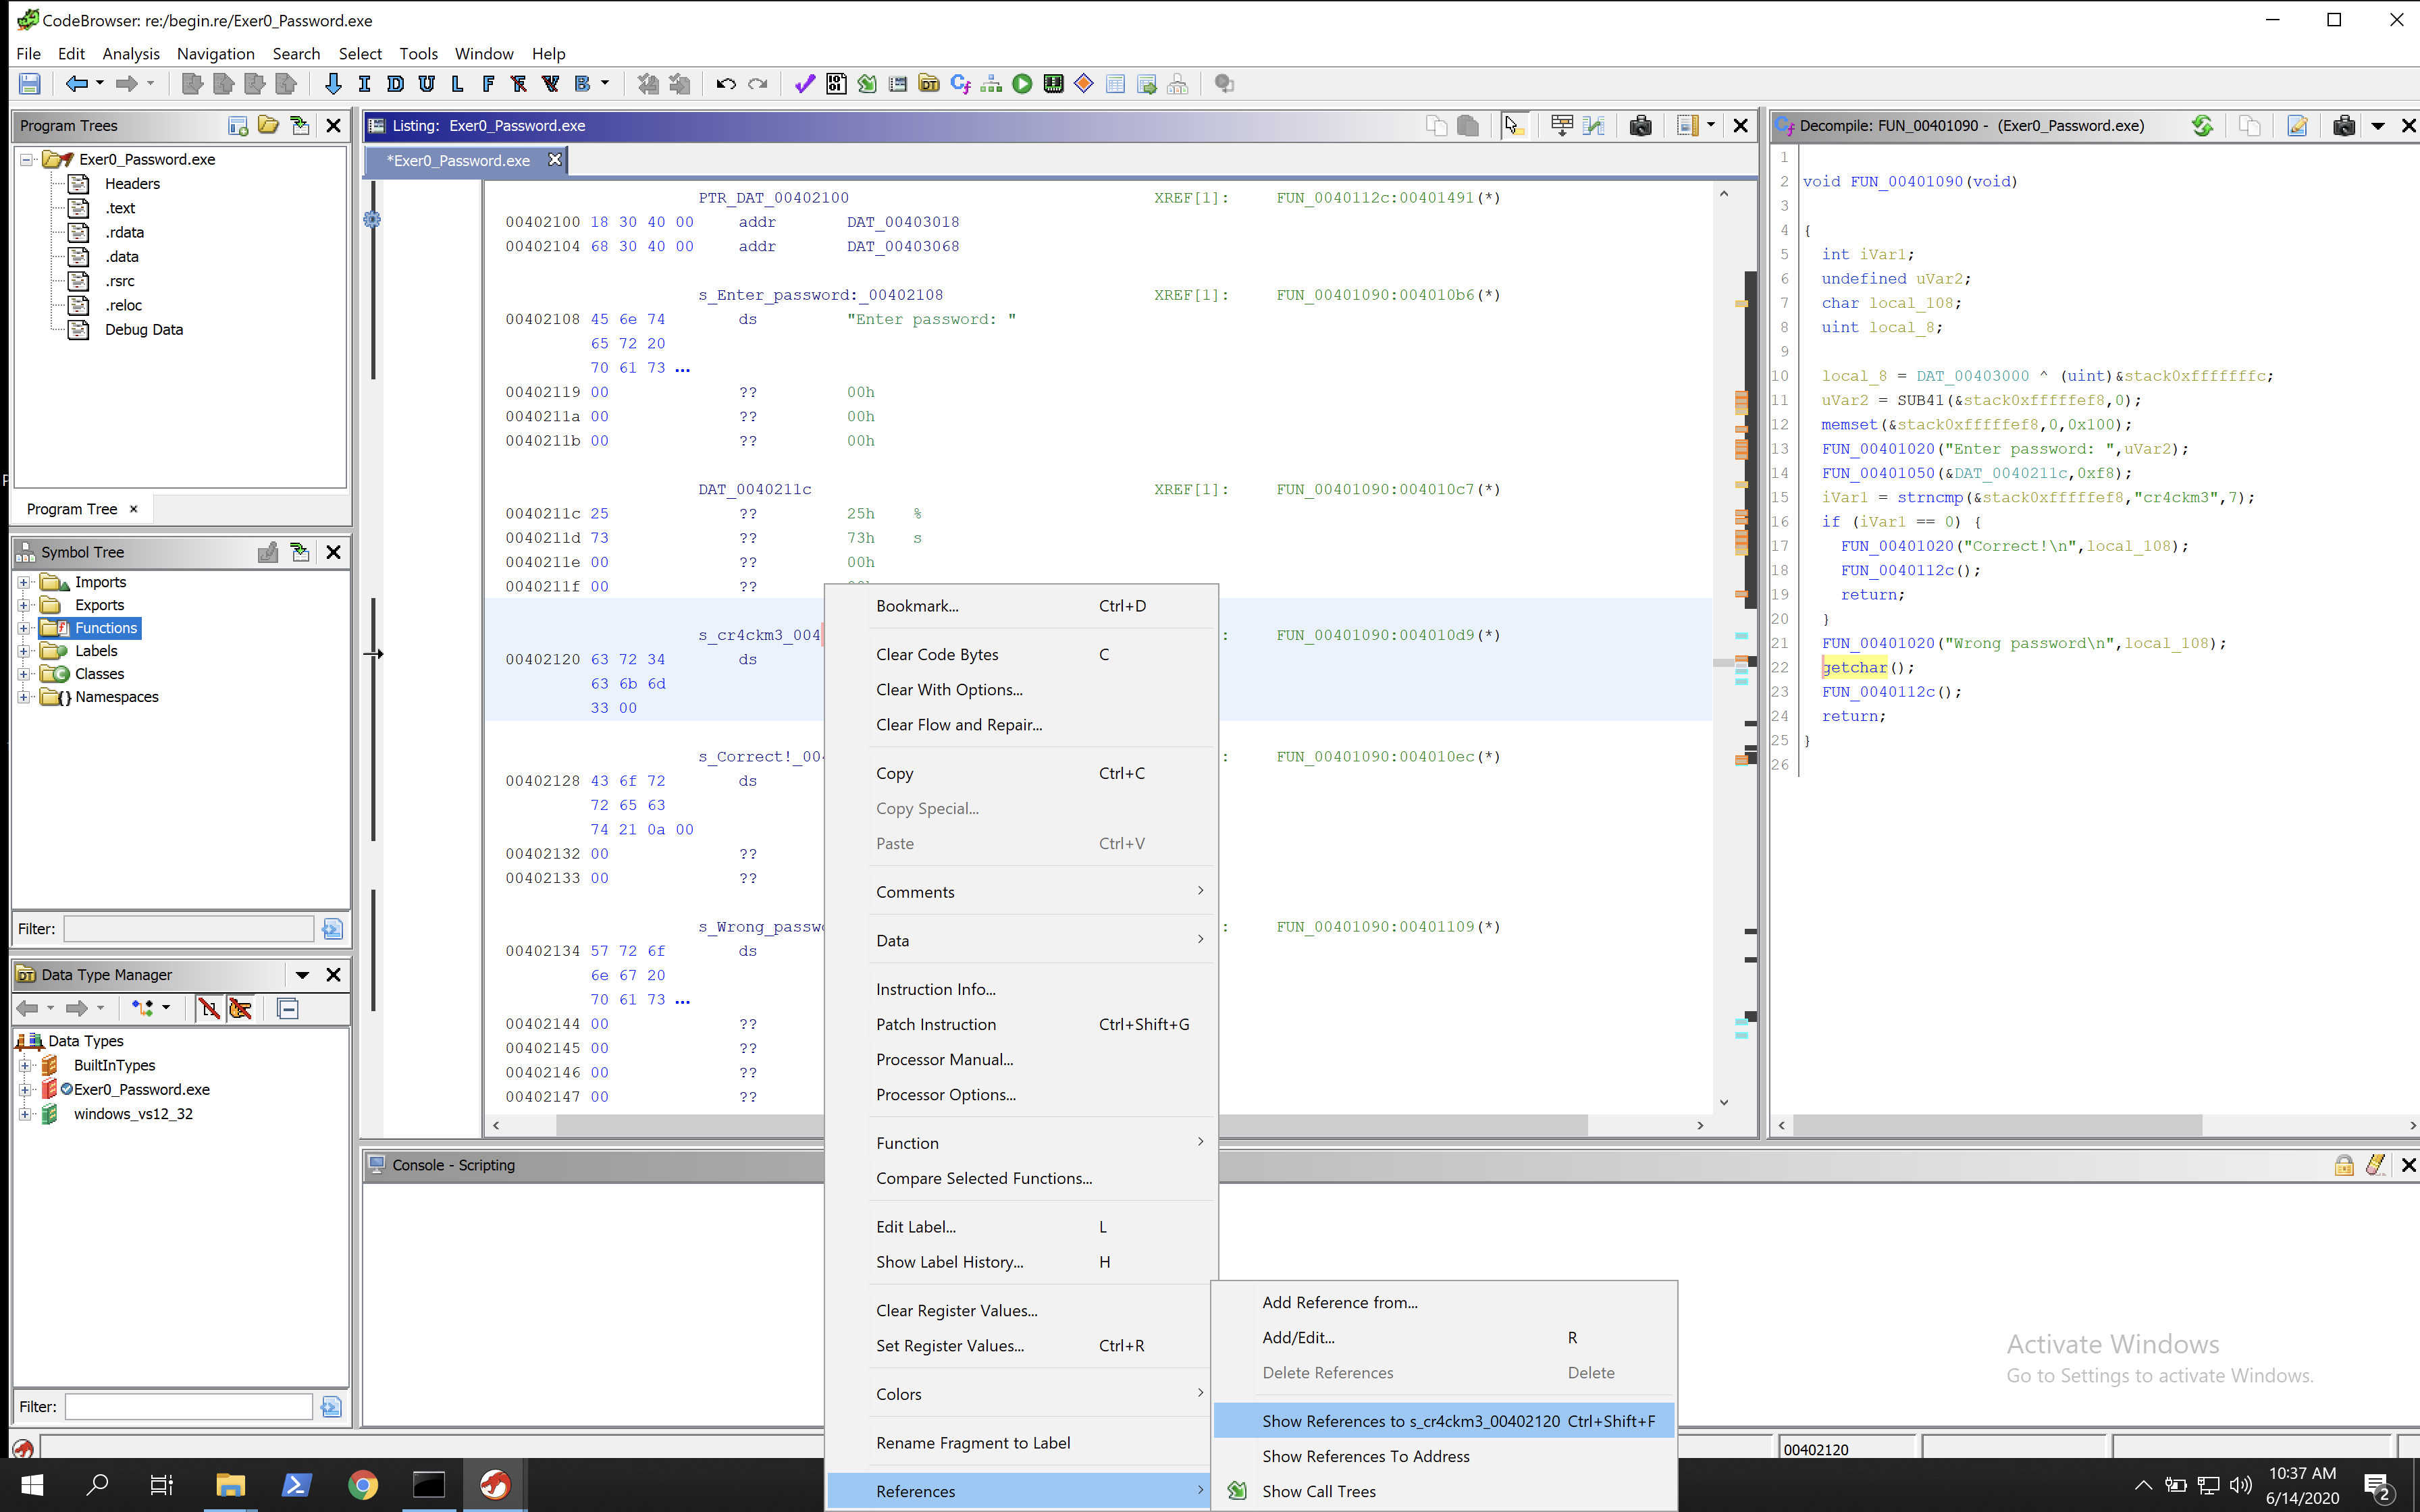 CodeBrowser: re:/begin.re/Exer0_Password.exe
File Edit Analysis Navigation Search Select Tools Window Help
I D U L F B
Program Trees
Exer0_Password.exe
Headers
.text
.rdata
.data
.rsrc
.reloc
Debug Data
Program Tree ×
Symbol Tree
Imports
Exports
Functions
Labels
Classes
Namespaces
Filter:
Data Type Manager
Data Types
BuiltInTypes
Exer0_Password.exe
windows_vs12_32
Filter:
Listing: Exer0_Password.exe
*Exer0_Password.exe
PTR_DAT_00402100 XREF[1]: FUN_0040112c:00401491(*)
00402100 18 30 40 00 addr DAT_00403018
00402104 68 30 40 00 addr DAT_00403068
s_Enter_password:_00402108 XREF[1]: FUN_00401090:004010b6(*)
00402108 45 6e 74 ds "Enter password: "
65 72 20
70 61 73 ...
00402119 00 ?? 00h
0040211a 00 ?? 00h
0040211b 00 ?? 00h
DAT_0040211c XREF[1]: FUN_00401090:004010c7(*)
0040211c 25 ?? 25h %
0040211d 73 ?? 73h s
0040211e 00 ?? 00h
0040211f 00 ??
s_cr4ckm3_004 : FUN_00401090:004010d9(*)
00402120 63 72 34 ds
63 6b 6d
33 00
s_Correct!_00 : FUN_00401090:004010ec(*)
00402128 43 6f 72 ds
72 65 63
74 21 0a 00
00402132 00 ??
00402133 00 ??
s_Wrong_passw : FUN_00401090:00401109(*)
00402134 57 72 6f ds
6e 67 20
70 61 73 ...
00402144 00 ??
00402145 00 ??
00402146 00 ??
00402147 00 ??
Bookmark... Ctrl+D
Clear Code Bytes C
Clear With Options...
Clear Flow and Repair...
Copy Ctrl+C
Copy Special...
Paste Ctrl+V
Comments
Data
Instruction Info...
Patch Instruction Ctrl+Shift+G
Processor Manual...
Processor Options...
Function
Compare Selected Functions...
Edit Label... L
Show Label History... H
Clear Register Values...
Set Register Values... Ctrl+R
Colors
Rename Fragment to Label
References
Add Reference from...
Add/Edit... R
Delete References Delete
Show References to s_cr4ckm3_00402120 Ctrl+Shift+F
Show References To Address
Show Call Trees
Decompile: FUN_00401090 - (Exer0_Password.exe)
1
2 void FUN_00401090(void)
3
4 {
5 int iVar1;
6 undefined uVar2;
7 char local_108;
8 uint local_8;
9
10 local_8 = DAT_00403000 ^ (uint)&stack0xfffffffc;
11 uVar2 = SUB41(&stack0xfffffef8,0);
12 memset(&stack0xfffffef8,0,0x100);
13 FUN_00401020("Enter password: ",uVar2);
14 FUN_00401050(&DAT_0040211c,0xf8);
15 iVar1 = strncmp(&stack0xfffffef8,"cr4ckm3",7);
16 if (iVar1 == 0) {
17 FUN_00401020("Correct!\n",local_108);
18 FUN_0040112c();
19 return;
20 }
21 FUN_00401020("Wrong password\n",local_108);
22 getchar();
23 FUN_0040112c();
24 return;
25 }
26
Console - Scripting
Activate Windows
Go to Settings to activate Windows.
00402120
10:37 AM
6/14/2020
2